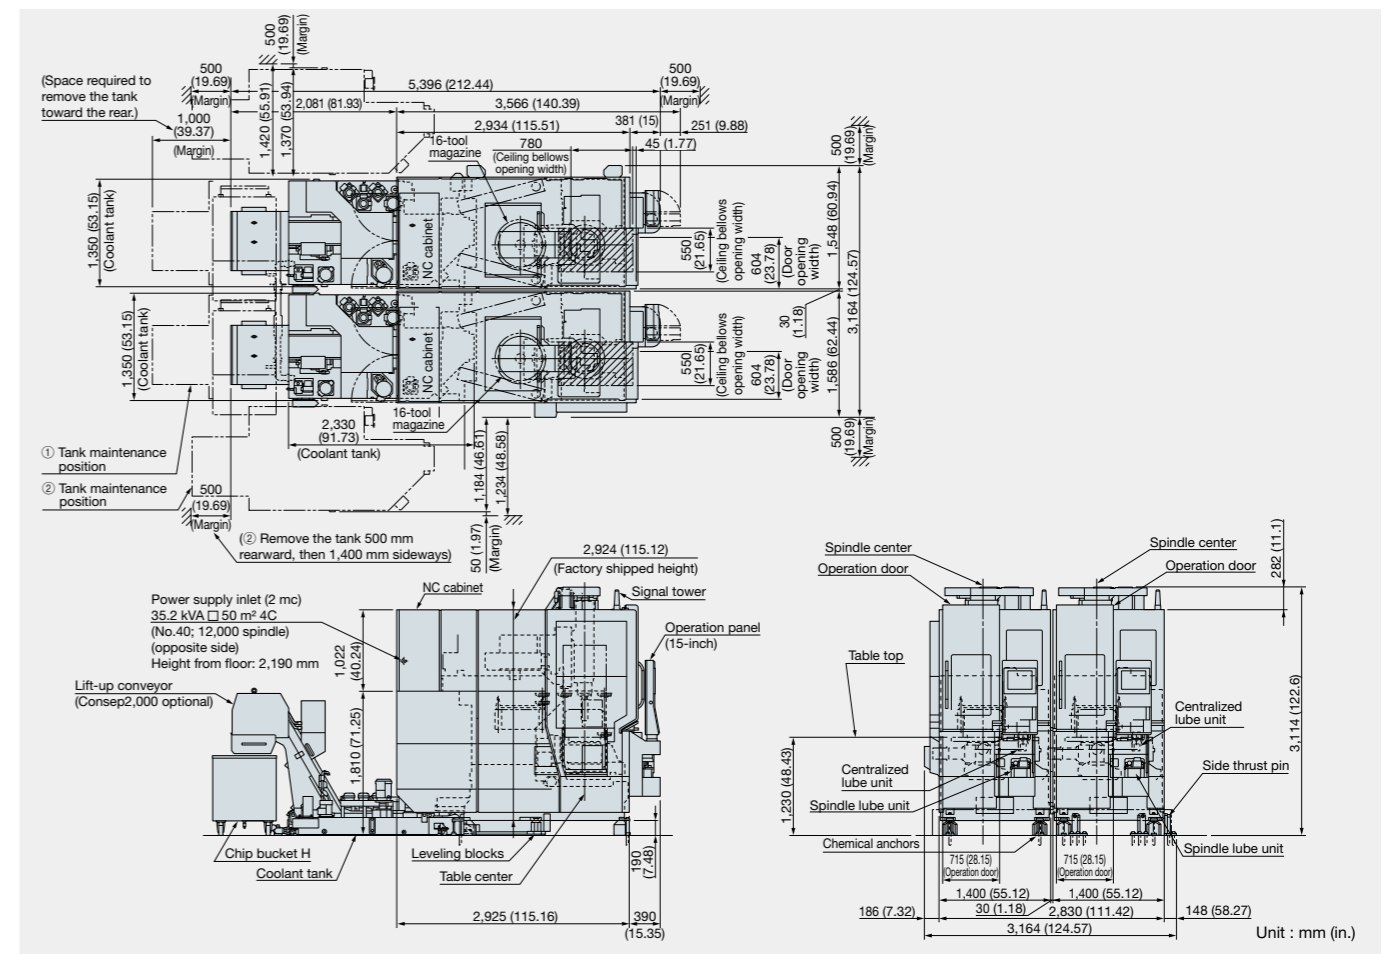 500
(19.69)
(Margin)
(Space required to
remove the tank
toward the rear.)
1,000
(39.37)
(Margin)
500
(19.69)
(Margin)
1,420 (55.91)
1,370 (53.94)
5,396 (212.44)
2,081 (81.93)
3,566 (140.39)
2,934 (115.51)
381 (15)
500
(19.69)
(Margin)
251 (9.88)
45 (1.77)
16-tool
magazine
780
(Ceiling bellows
opening width)
500
(19.69)
(Margin)
1,350 (53.15)
(Coolant tank)
NC cabinet
550
(21.65)
(Ceiling bellows
opening width)
604
(23.78)
(Door
opening
width)
1,548 (60.94)
3,164 (124.57)
30
(1.18)
1,350 (53.15)
(Coolant tank)
NC cabinet
550
(21.65)
(Ceiling bellows
opening width)
604
(23.78)
(Door
opening
width)
1,586 (62.44)
16-tool
magazine
2,330
(91.73)
(Coolant tank)
1,184 (46.61)
1,234 (48.58)
500
(19.69)
(Margin)
① Tank maintenance
position
② Tank maintenance
position
500
(19.69)
(Margin)
(② Remove the tank 500 mm
rearward, then 1,400 mm sideways)
50 (1.97)
(Margin)
2,924 (115.12)
(Factory shipped height)
NC cabinet
Signal tower
Power supply inlet (2 mc)
35.2 kVA □ 50 m² 4C
(No.40; 12,000 spindle)
(opposite side)
Height from floor: 2,190 mm
Operation panel
(15-inch)
1,022
(40.24)
Lift-up conveyor
(Consep2,000 optional)
1,810 (71.25)
Chip bucket H
Coolant tank
Leveling blocks
Table center
190
(7.48)
2,925 (115.16)
390
(15.35)
Spindle center
Operation door
Spindle center
Operation door
282 (11.1)
Table top
3,114 (122.6)
Centralized
lube unit
1,230 (48.43)
Centralized
lube unit
Side thrust pin
Spindle lube unit
Chemical anchors
Spindle lube unit
715 (28.15)
(Operation door)
715 (28.15)
(Operation door)
1,400 (55.12)
1,400 (55.12)
186 (7.32)
30 (1.18)
2,830 (111.42)
148 (58.27)
3,164 (124.57)
Unit : mm (in.)